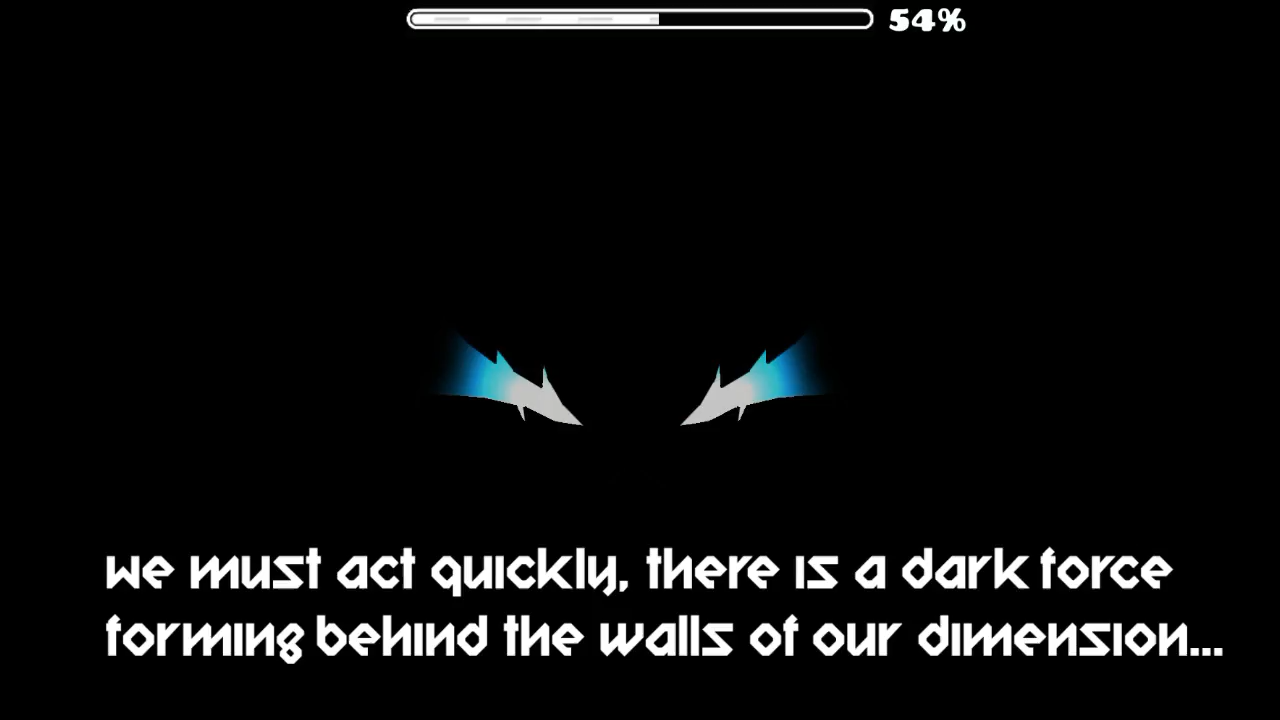 54%
we must act quickly, there is a dark force
forming behind the walls of our dimension...